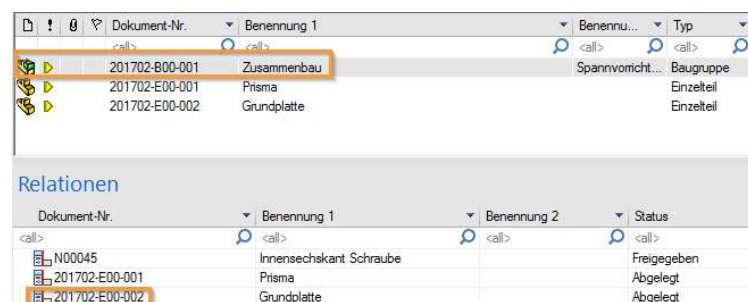 Dokument-Nr. Benennung 1 Benennu... Typ
<all> <all> <all> <all>
201702-B00-001 Zusammenbau Spannvorricht... Baugruppe
201702-E00-001 Prisma Einzelteil
201702-E00-002 Grundplatte Einzelteil
Relationen
Dokument-Nr. Benennung 1 Benennung 2 Status
<all> <all> <all> <all>
N00045 Innensechskant Schraube Freigegeben
201702-E00-001 Prisma Abgelegt
201702-E00-002 Grundplatte Abgelegt